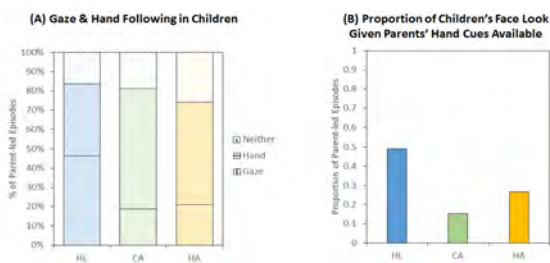 (A) Gaze & Hand Following in Children
100%
90%
80%
70%
60%
50%
40%
30%
20%
10%
0%
% of Parent-led Episodes
HL
CA
HA
Neither
Hand
Gaze
(B) Proportion of Children's Face Look
Given Parents' Hand Cues Available
1
0.9
0.8
0.7
0.6
0.5
0.4
0.3
0.2
0.1
0
Proportion of Parent-led Episodes
HL
CA
HA